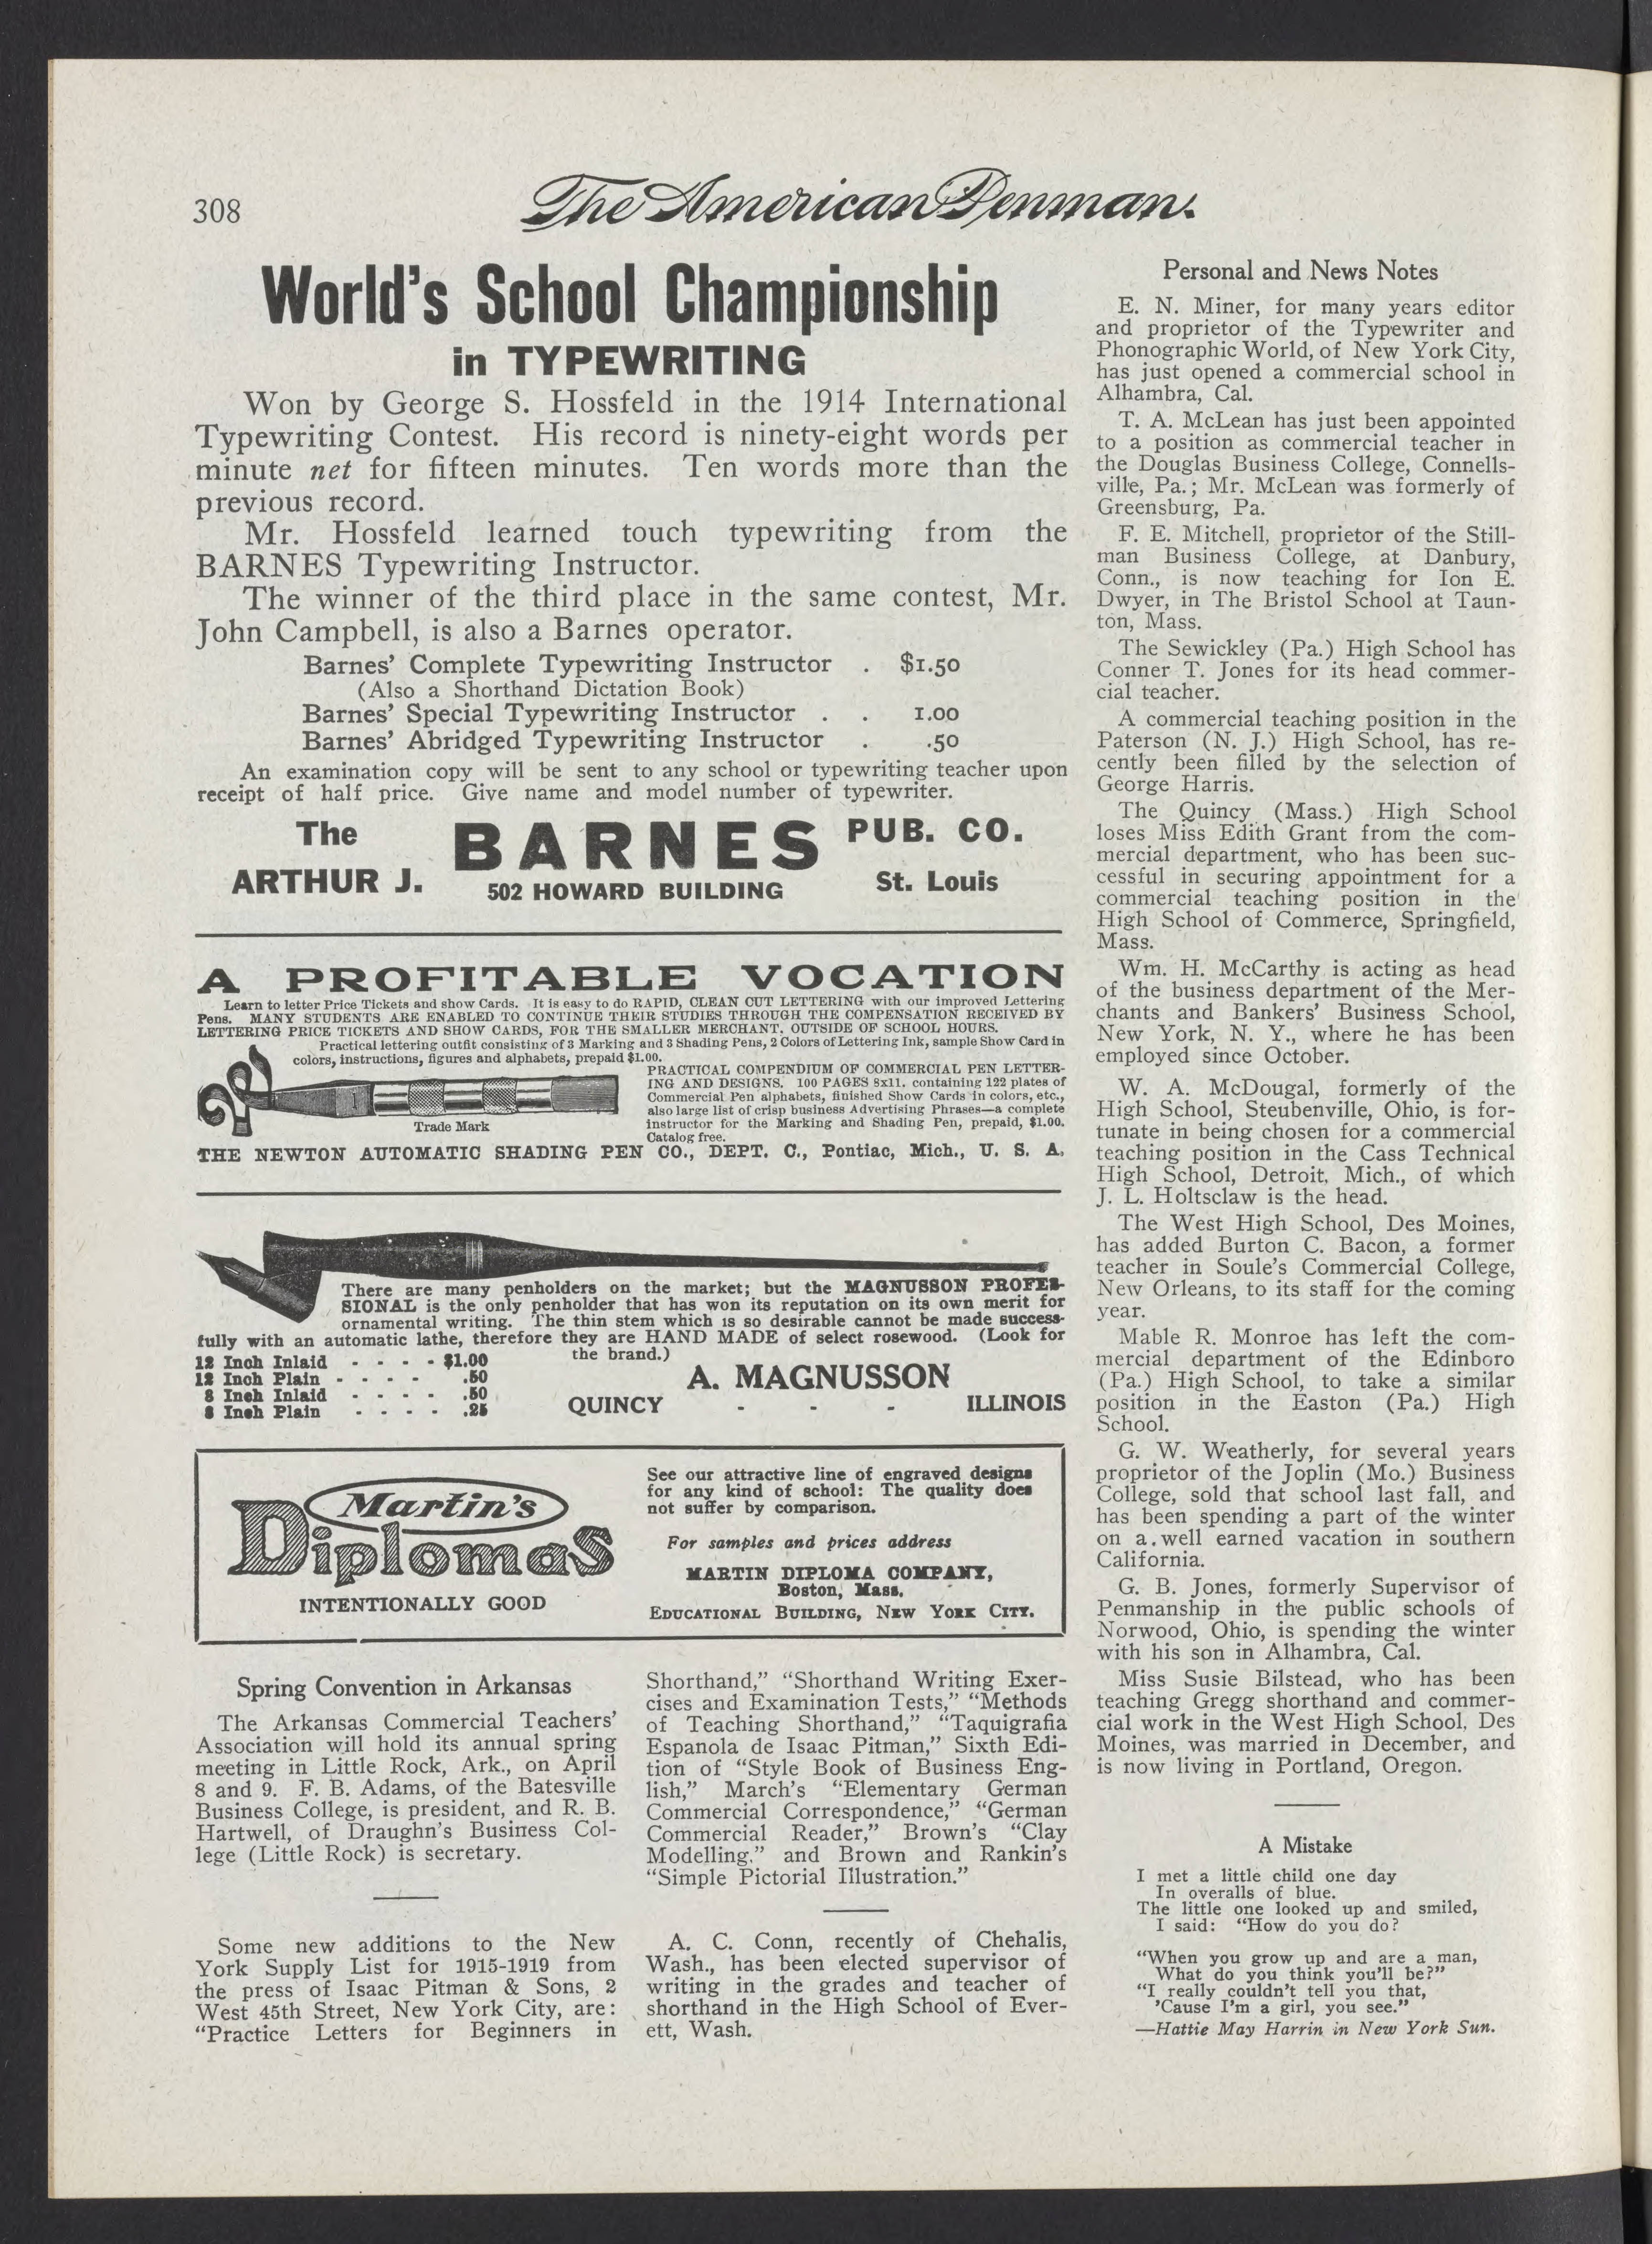 308
The American Penman.
World's School Championship
in TYPEWRITING
Won by George S. Hossfeld in the 1914 International
Typewriting Contest. His record is ninety-eight words per
minute net for fifteen minutes. Ten words more than the
previous record.
Mr. Hossfeld learned touch typewriting from the
BARNES Typewriting Instructor.
The winner of the third place in the same contest, Mr.
John Campbell, is also a Barnes operator.
Barnes' Complete Typewriting Instructor . $1.50
(Also a Shorthand Dictation Book)
Barnes' Special Typewriting Instructor . . 1.00
Barnes' Abridged Typewriting Instructor . .50
An examination copy will be sent to any school or typewriting teacher upon
receipt of half price. Give name and model number of typewriter.
The
ARTHUR J.
BARNES
502 HOWARD BUILDING
PUB. CO.
St. Louis
A PROFITABLE VOCATION
Learn to letter Price Tickets and show Cards. It is easy to do RAPID, CLEAN CUT LETTERING with our improved Lettering
Pens. MANY STUDENTS ARE ENABLED TO CONTINUE THEIR STUDIES THROUGH THE COMPENSATION RECEIVED BY
LETTERING PRICE TICKETS AND SHOW CARDS, FOR THE SMALLER MERCHANT, OUTSIDE OF SCHOOL HOURS.
Practical lettering outfit consisting of 3 Marking and 3 Shading Pens, 2 Colors of Lettering Ink, sample Show Card in
colors, instructions, figures and alphabets, prepaid $1.00.
PRACTICAL COMPENDIUM OF COMMERCIAL PEN LETTER-
ING AND DESIGNS, 100 PAGES 8x11, containing 122 plates of
Commercial Pen alphabets, finished Show Cards in colors, etc.,
also large list of crisp business Advertising Phrases—a complete
instructor for the Marking and Shading Pen, prepaid, $1.00.
Catalog free.
1
Trade Mark
THE NEWTON AUTOMATIC SHADING PEN CO., DEPT. C., Pontiac, Mich., U. S. A.
There are many penholders on the market; but the MAGNUSSON PROFES-
SIONAL is the only penholder that has won its reputation on its own merit for
ornamental writing. The thin stem which is so desirable cannot be made success-
fully with an automatic lathe, therefore they are HAND MADE of select rosewood. (Look for
the brand.)
12 Inch Inlaid - - - - $1.00
12 Inch Plain - - - - .50
8 Inch Inlaid - - - - .50
8 Inch Plain - - - - .25
A. MAGNUSSON
QUINCY - - - ILLINOIS
Martin's
Diplomas
INTENTIONALLY GOOD
See our attractive line of engraved designs
for any kind of school: The quality does
not suffer by comparison.
For samples and prices address
MARTIN DIPLOMA COMPANY,
Boston, Mass.
EDUCATIONAL BUILDING, NEW YORK CITY.
Spring Convention in Arkansas
The Arkansas Commercial Teachers'
Association will hold its annual spring
meeting in Little Rock, Ark., on April
8 and 9. F. B. Adams, of the Batesville
Business College, is president, and R. B.
Hartwell, of Draughn's Business Col-
lege (Little Rock) is secretary.
Some new additions to the New
York Supply List for 1915-1919 from
the press of Isaac Pitman & Sons, 2
West 45th Street, New York City, are:
"Practice Letters for Beginners in
Shorthand," "Shorthand Writing Exer-
cises and Examination Tests," "Methods
of Teaching Shorthand," "Taquigrafia
Espanola de Isaac Pitman," Sixth Edi-
tion of "Style Book of Business Eng-
lish," March's "Elementary German
Commercial Correspondence," "German
Commercial Reader," Brown's "Clay
Modelling," and Brown and Rankin's
"Simple Pictorial Illustration."
A. C. Conn, recently of Chehalis,
Wash., has been elected supervisor of
writing in the grades and teacher of
shorthand in the High School of Ever-
ett, Wash.
Personal and News Notes
E. N. Miner, for many years editor
and proprietor of the Typewriter and
Phonographic World, of New York City,
has just opened a commercial school in
Alhambra, Cal.
T. A. McLean has just been appointed
to a position as commercial teacher in
the Douglas Business College, Connells-
ville, Pa.; Mr. McLean was formerly of
Greensburg, Pa.
F. E. Mitchell, proprietor of the Still-
man Business College, at Danbury,
Conn., is now teaching for Ion E.
Dwyer, in The Bristol School at Taun-
ton, Mass.
The Sewickley (Pa.) High School has
Conner T. Jones for its head commer-
cial teacher.
A commercial teaching position in the
Paterson (N. J.) High School, has re-
cently been filled by the selection of
George Harris.
The Quincy (Mass.) High School
loses Miss Edith Grant from the com-
mercial department, who has been suc-
cessful in securing appointment for a
commercial teaching position in the
High School of Commerce, Springfield,
Mass.
Wm. H. McCarthy is acting as head
of the business department of the Mer-
chants and Bankers' Business School,
New York, N. Y., where he has been
employed since October.
W. A. McDougal, formerly of the
High School, Steubenville, Ohio, is for-
tunate in being chosen for a commercial
teaching position in the Cass Technical
High School, Detroit, Mich., of which
J. L. Holtsclaw is the head.
The West High School, Des Moines,
has added Burton C. Bacon, a former
teacher in Soule's Commercial College,
New Orleans, to its staff for the coming
year.
Mable R. Monroe has left the com-
mercial department of the Edinboro
(Pa.) High School, to take a similar
position in the Easton (Pa.) High
School.
G. W. Weatherly, for several years
proprietor of the Joplin (Mo.) Business
College, sold that school last fall, and
has been spending a part of the winter
on a well earned vacation in southern
California.
G. B. Jones, formerly Supervisor of
Penmanship in the public schools of
Norwood, Ohio, is spending the winter
with his son in Alhambra, Cal.
Miss Susie Bilstead, who has been
teaching Gregg shorthand and commer-
cial work in the West High School, Des
Moines, was married in December, and
is now living in Portland, Oregon.
A Mistake
I met a little child one day
In overalls of blue.
The little one looked up and smiled,
I said: "How do you do?
"When you grow up and are a man,
What do you think you'll be?"
"I really couldn't tell you that,
'Cause I'm a girl, you see."
—Hattie May Harrin in New York Sun.